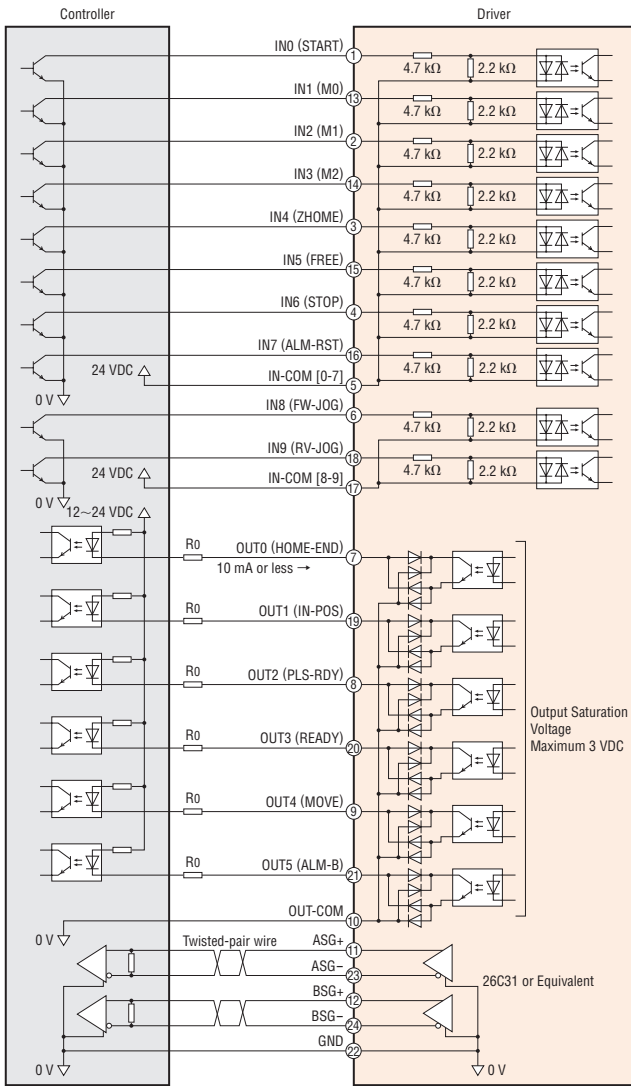 Controller
Driver
IN0 (START)
1
4.7 kΩ
2.2 kΩ
IN1 (M0)
13
4.7 kΩ
2.2 kΩ
IN2 (M1)
2
4.7 kΩ
2.2 kΩ
IN3 (M2)
14
4.7 kΩ
2.2 kΩ
IN4 (ZHOME)
3
4.7 kΩ
2.2 kΩ
IN5 (FREE)
15
4.7 kΩ
2.2 kΩ
IN6 (STOP)
4
4.7 kΩ
2.2 kΩ
IN7 (ALM-RST)
16
4.7 kΩ
2.2 kΩ
24 VDC
IN-COM [0-7]
5
0 V
IN8 (FW-JOG)
6
4.7 kΩ
2.2 kΩ
IN9 (RV-JOG)
18
4.7 kΩ
2.2 kΩ
24 VDC
IN-COM [8-9]
17
0 V
12~24 VDC
R0
OUT0 (HOME-END)
7
10 mA or less →
R0
OUT1 (IN-POS)
19
R0
OUT2 (PLS-RDY)
8
Output Saturation
Voltage
Maximum 3 VDC
R0
OUT3 (READY)
20
R0
OUT4 (MOVE)
9
R0
OUT5 (ALM-B)
21
OUT-COM
10
0 V
Twisted-pair wire
ASG+
11
ASG−
23
26C31 or Equivalent
BSG+
12
BSG−
24
GND
22
0 V
0 V